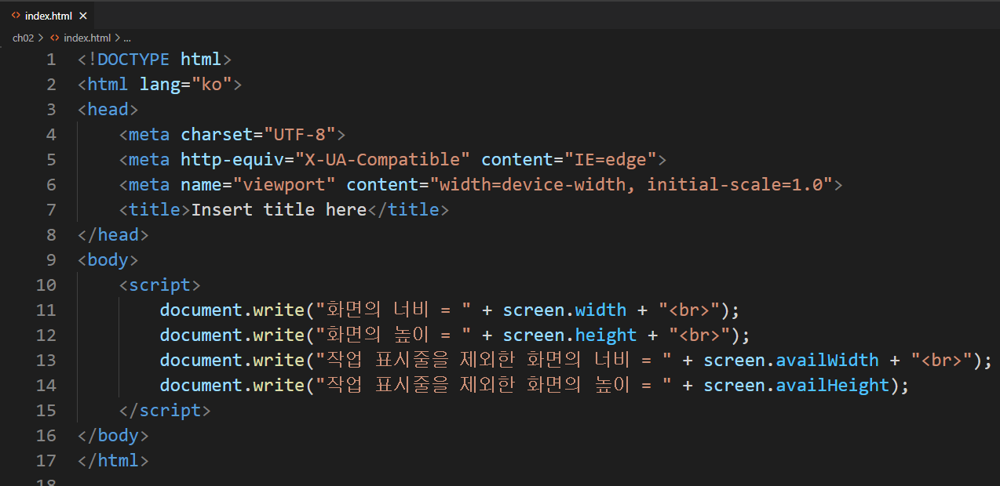 index.html ×
ch02 > index.html > ...
1 <!DOCTYPE html>
2 <html lang="ko">
3 <head>
4 <meta charset="UTF-8">
5 <meta http-equiv="X-UA-Compatible" content="IE=edge">
6 <meta name="viewport" content="width=device-width, initial-scale=1.0">
7 <title>Insert title here</title>
8 </head>
9 <body>
10 <script>
11 document.write("화면의 너비 = " + screen.width + "<br>");
12 document.write("화면의 높이 = " + screen.height + "<br>");
13 document.write("작업 표시줄을 제외한 화면의 너비 = " + screen.availWidth + "<br>");
14 document.write("작업 표시줄을 제외한 화면의 높이 = " + screen.availHeight);
15 </script>
16 </body>
17 </html>
18